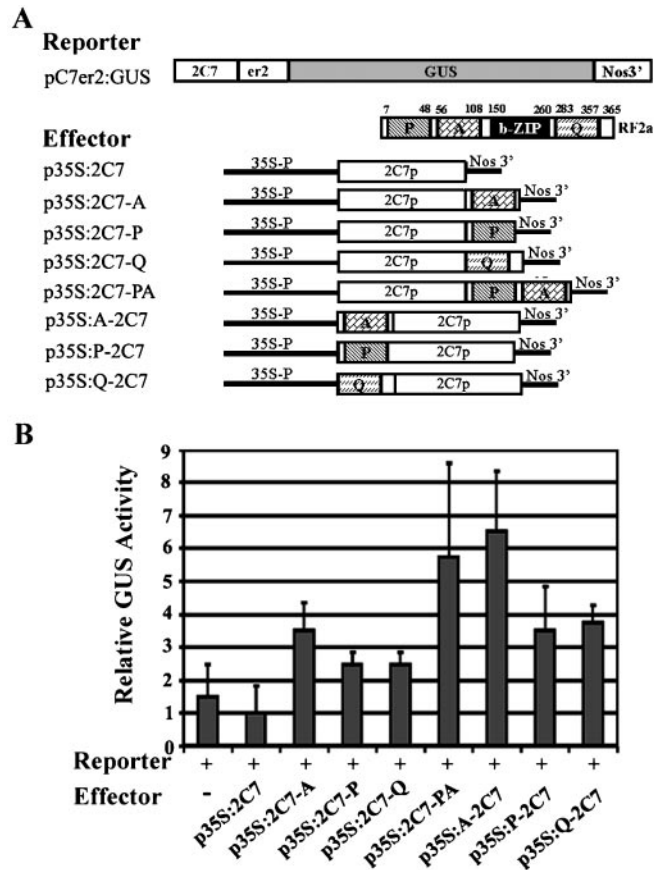 A
Reporter
pC7er2:GUS
2C7 er2 GUS Nos3'
7 48 56 108 150 260 283 357 365
P A b-ZIP Q RF2a
Effector
p35S:2C7 35S-P 2C7p Nos 3'
p35S:2C7-A 35S-P 2C7p A Nos 3'
p35S:2C7-P 35S-P 2C7p P Nos 3'
p35S:2C7-Q 35S-P 2C7p Q Nos 3'
p35S:2C7-PA 35S-P 2C7p P A Nos 3'
p35S:A-2C7 35S-P A 2C7p Nos 3'
p35S:P-2C7 35S-P P 2C7p Nos 3'
p35S:Q-2C7 35S-P Q 2C7p Nos 3'
B
Relative GUS Activity
9
8
7
6
5
4
3
2
1
0
Reporter + + + + + + + + +
Effector - p35S:2C7 p35S:2C7-A p35S:2C7-P p35S:2C7-Q p35S:2C7-PA p35S:A-2C7 p35S:P-2C7 p35S:Q-2C7